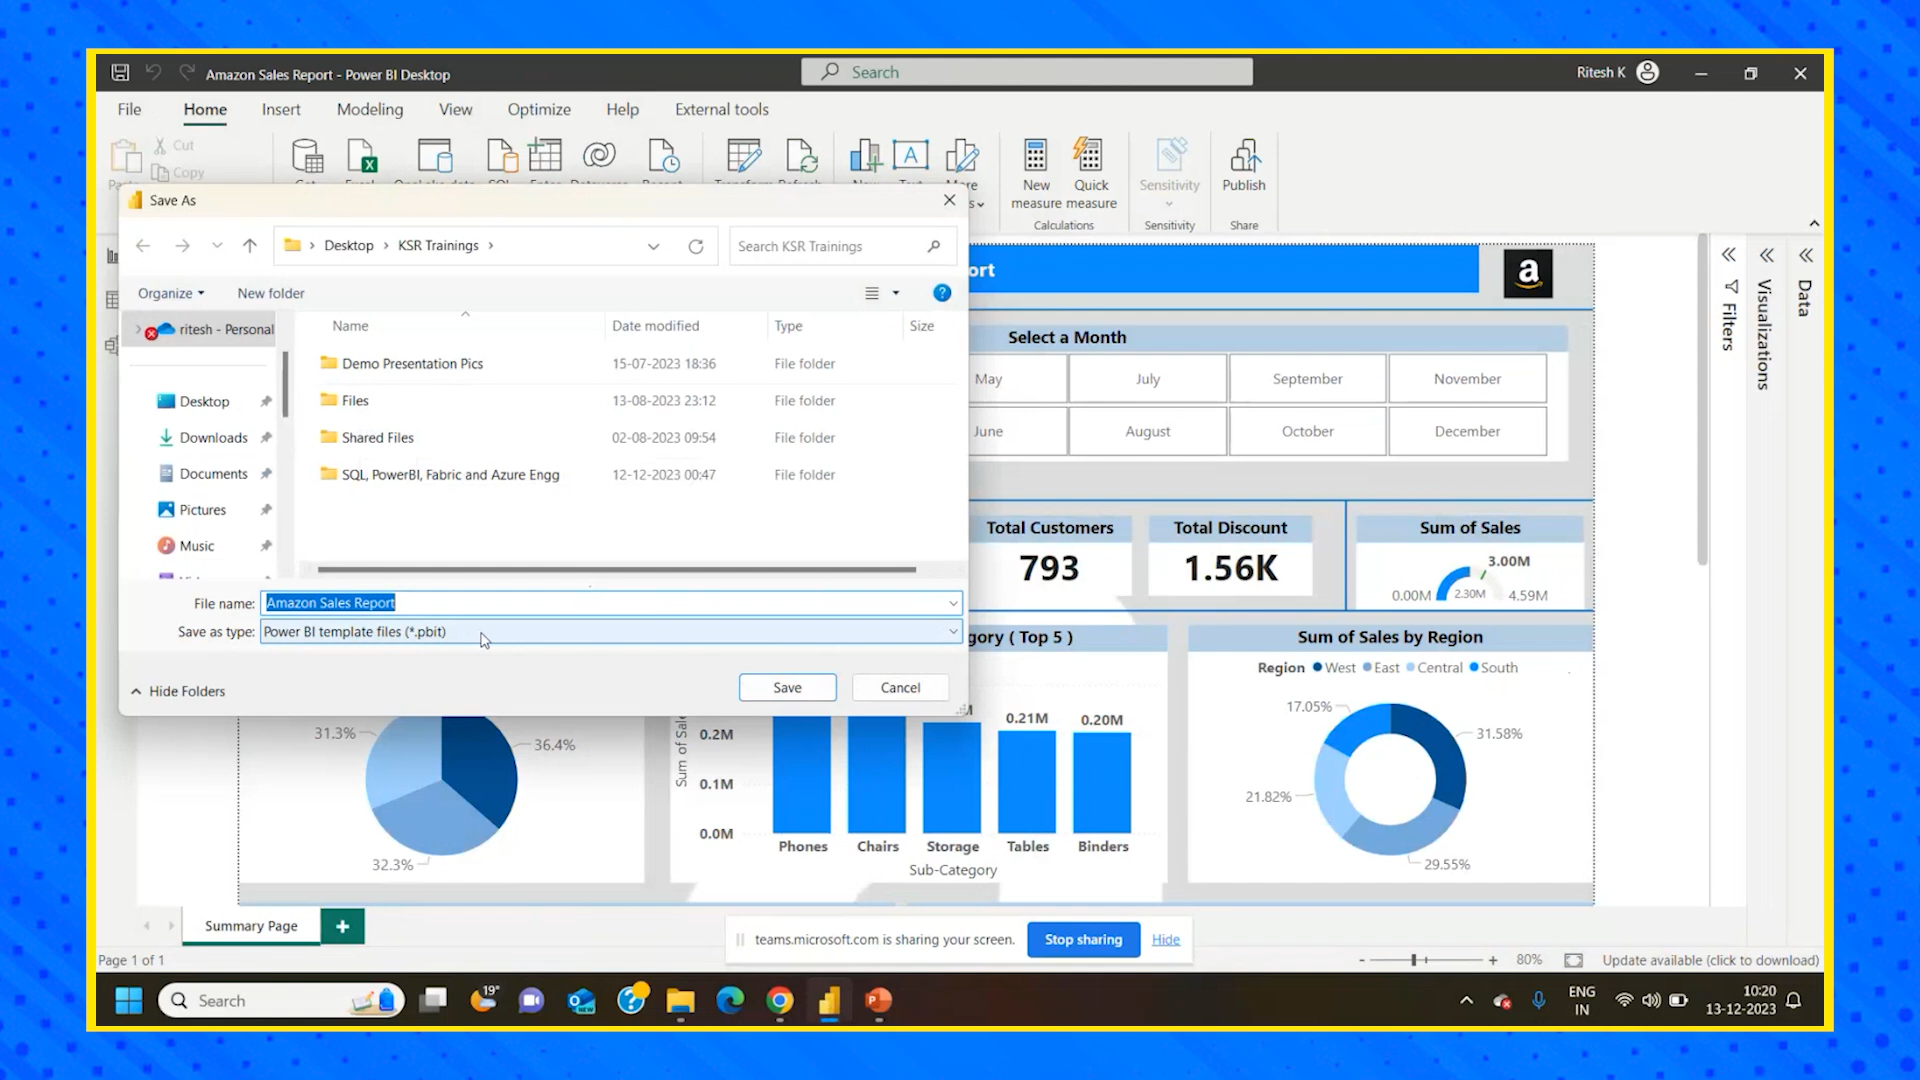 Amazon Sales Report - Power BI Desktop
Search
Ritesh K
File
Home
Insert
Modeling
View
Optimize
Help
External tools
Cut
Copy
New measure
Quick measure
Sensitivity
Publish
Calculations
Sensitivity
Share
Save As
Desktop
KSR Trainings
Search KSR Trainings
Organize
New folder
ritesh - Personal
Desktop
Downloads
Documents
Pictures
Music
Name
Date modified
Type
Size
Demo Presentation Pics
15-07-2023 18:36
File folder
Files
13-08-2023 23:12
File folder
Shared Files
02-08-2023 09:54
File folder
SQL, PowerBI, Fabric and Azure Engg
12-12-2023 00:47
File folder
File name:
Amazon Sales Report
Save as type:
Power BI template files (*.pbit)
Hide Folders
Save
Cancel
ort
a
Select a Month
May
July
September
November
June
August
October
December
Total Customers
793
Total Discount
1.56K
Sum of Sales
3.00M
0.00M
2.30M
4.59M
gory ( Top 5 )
Sum of Sales by Region
Region
West
East
Central
South
31.3%
36.4%
32.3%
Sum of Sale
0.2M
0.1M
0.0M
0.21M
0.20M
Phones
Chairs
Storage
Tables
Binders
Sub-Category
17.05%
31.58%
21.82%
29.55%
Filters
Visualizations
Data
Summary Page
teams.microsoft.com is sharing your screen.
Stop sharing
Hide
Page 1 of 1
80%
Update available (click to download)
Search
19°
ENG
IN
10:20
13-12-2023